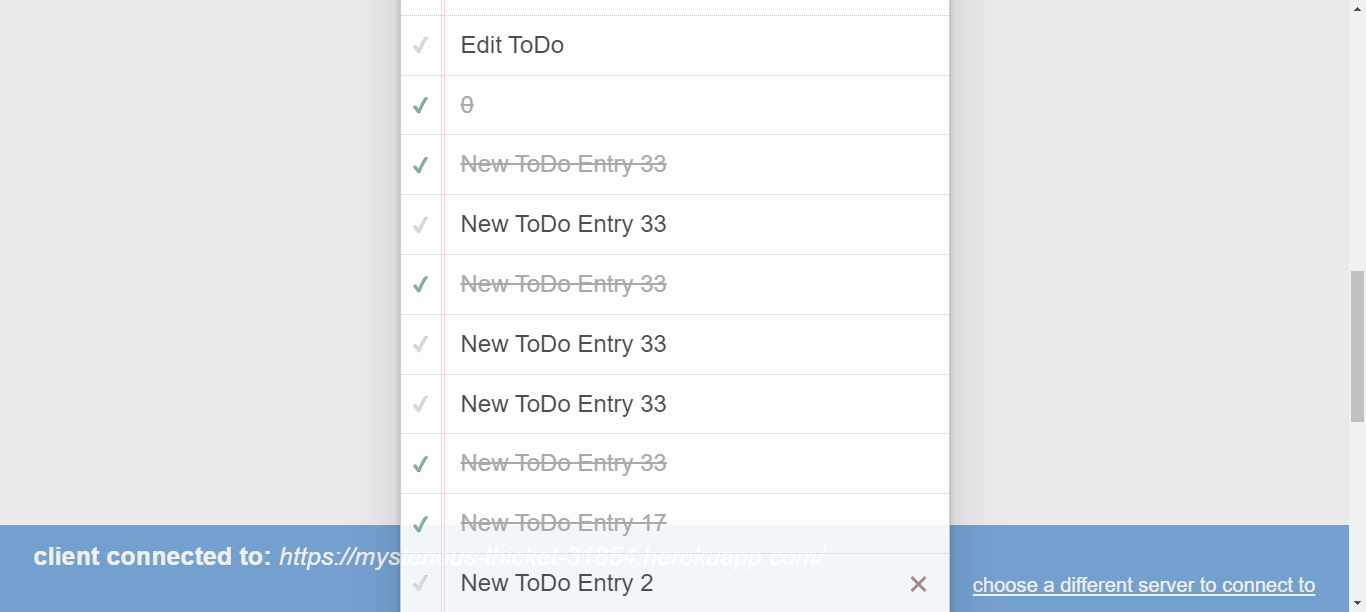 Edit ToDo
0
New ToDo Entry 33
New ToDo Entry 33
New ToDo Entry 33
New ToDo Entry 33
New ToDo Entry 33
New ToDo Entry 33
New ToDo Entry 17
client connected to: https://mysterious-thicket-31854.herokuapp.com/
New ToDo Entry 2
choose a different server to connect to